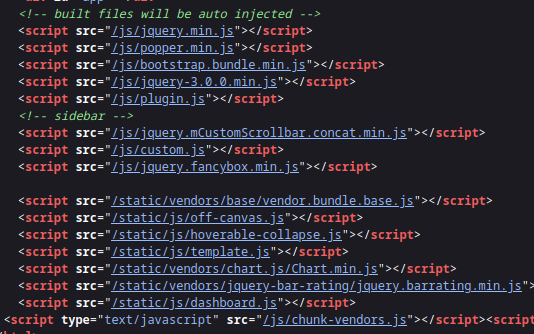 <!-- built files will be auto injected -->
<script src="/js/jquery.min.js"></script>
<script src="/js/popper.min.js"></script>
<script src="/js/bootstrap.bundle.min.js"></script>
<script src="/js/jquery-3.0.0.min.js"></script>
<script src="/js/plugin.js"></script>
<!-- sidebar -->
<script src="/js/jquery.mCustomScrollbar.concat.min.js"></script>
<script src="/js/custom.js"></script>
<script src="/js/jquery.fancybox.min.js"></script>
<script src="/static/vendors/base/vendor.bundle.base.js"></script>
<script src="/static/js/off-canvas.js"></script>
<script src="/static/js/hoverable-collapse.js"></script>
<script src="/static/js/template.js"></script>
<script src="/static/vendors/chart.js/Chart.min.js"></script>
<script src="/static/vendors/jquery-bar-rating/jquery.barrating.min.js">
<script src="/static/js/dashboard.js"></script>
<script type="text/javascript" src="/js/chunk-vendors.js"></script><script